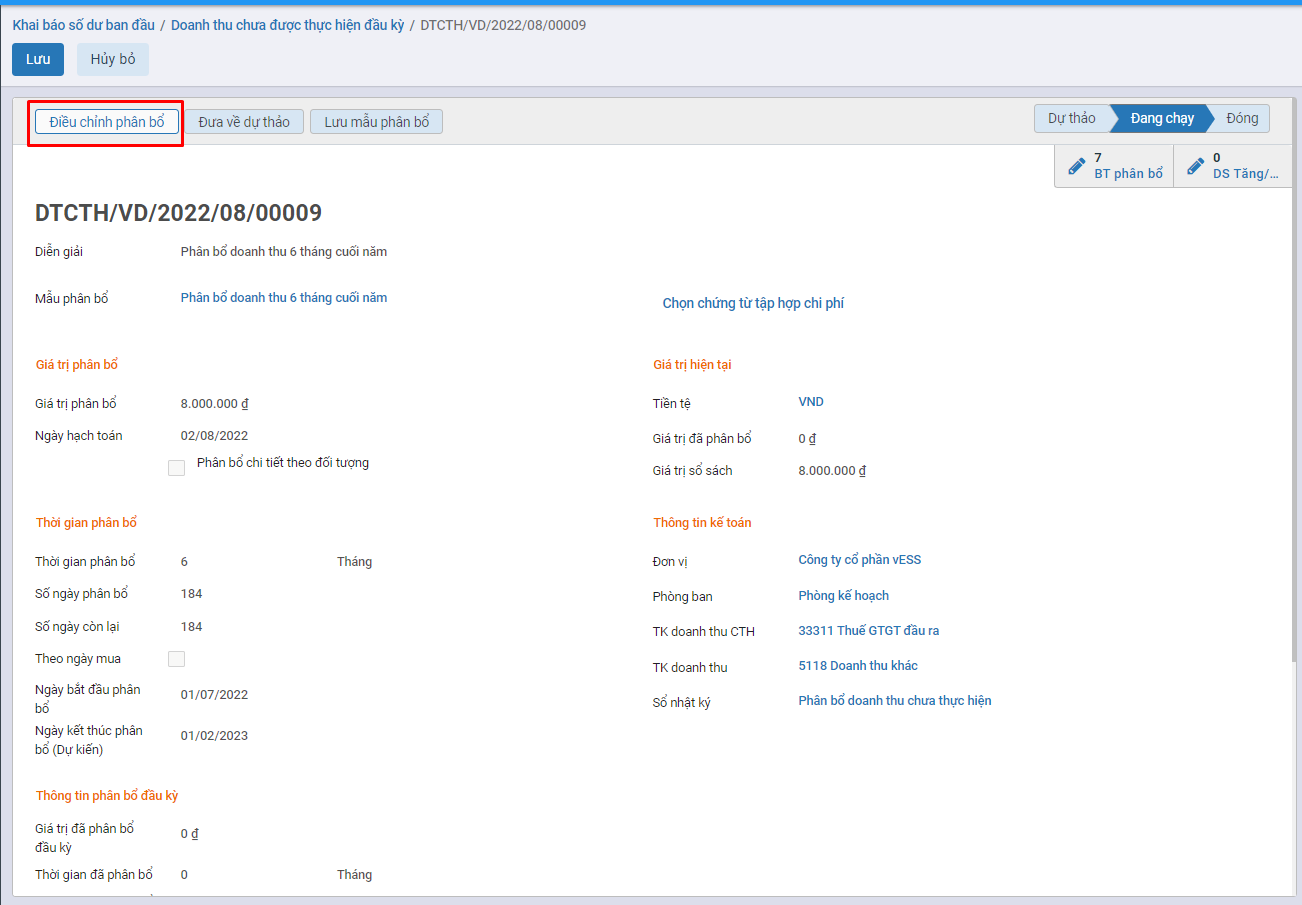 Khai báo số dư ban đầu / Doanh thu chưa được thực hiện đầu kỳ / DTCTH/VD/2022/08/00009
Lưu Hủy bỏ
Điều chỉnh phân bổ Đưa về dự thảo Lưu mẫu phân bổ Dự thảo Đang chạy Đóng
7 0
BT phân bổ DS Tăng/...
DTCTH/VD/2022/08/00009
Diễn giải Phân bổ doanh thu 6 tháng cuối năm
Mẫu phân bổ Phân bổ doanh thu 6 tháng cuối năm Chọn chứng từ tập hợp chi phí
Giá trị phân bổ Giá trị hiện tại
Giá trị phân bổ 8.000.000 ₫ Tiền tệ VND
Ngày hạch toán 02/08/2022 Giá trị đã phân bổ 0 ₫
Phân bổ chi tiết theo đối tượng Giá trị sổ sách 8.000.000 ₫
Thời gian phân bổ Thông tin kế toán
Thời gian phân bổ 6 Tháng Đơn vị Công ty cổ phần vESS
Số ngày phân bổ 184 Phòng ban Phòng kế hoạch
Số ngày còn lại 184 TK doanh thu CTH 33311 Thuế GTGT đầu ra
Theo ngày mua TK doanh thu 5118 Doanh thu khác
Ngày bắt đầu phân 01/07/2022 Sổ nhật ký Phân bổ doanh thu chưa thực hiện
bổ
Ngày kết thúc phân 01/02/2023
bổ (Dự kiến)
Thông tin phân bổ đầu kỳ
Giá trị đã phân bổ 0 ₫
đầu kỳ
Thời gian đã phân bổ 0 Tháng